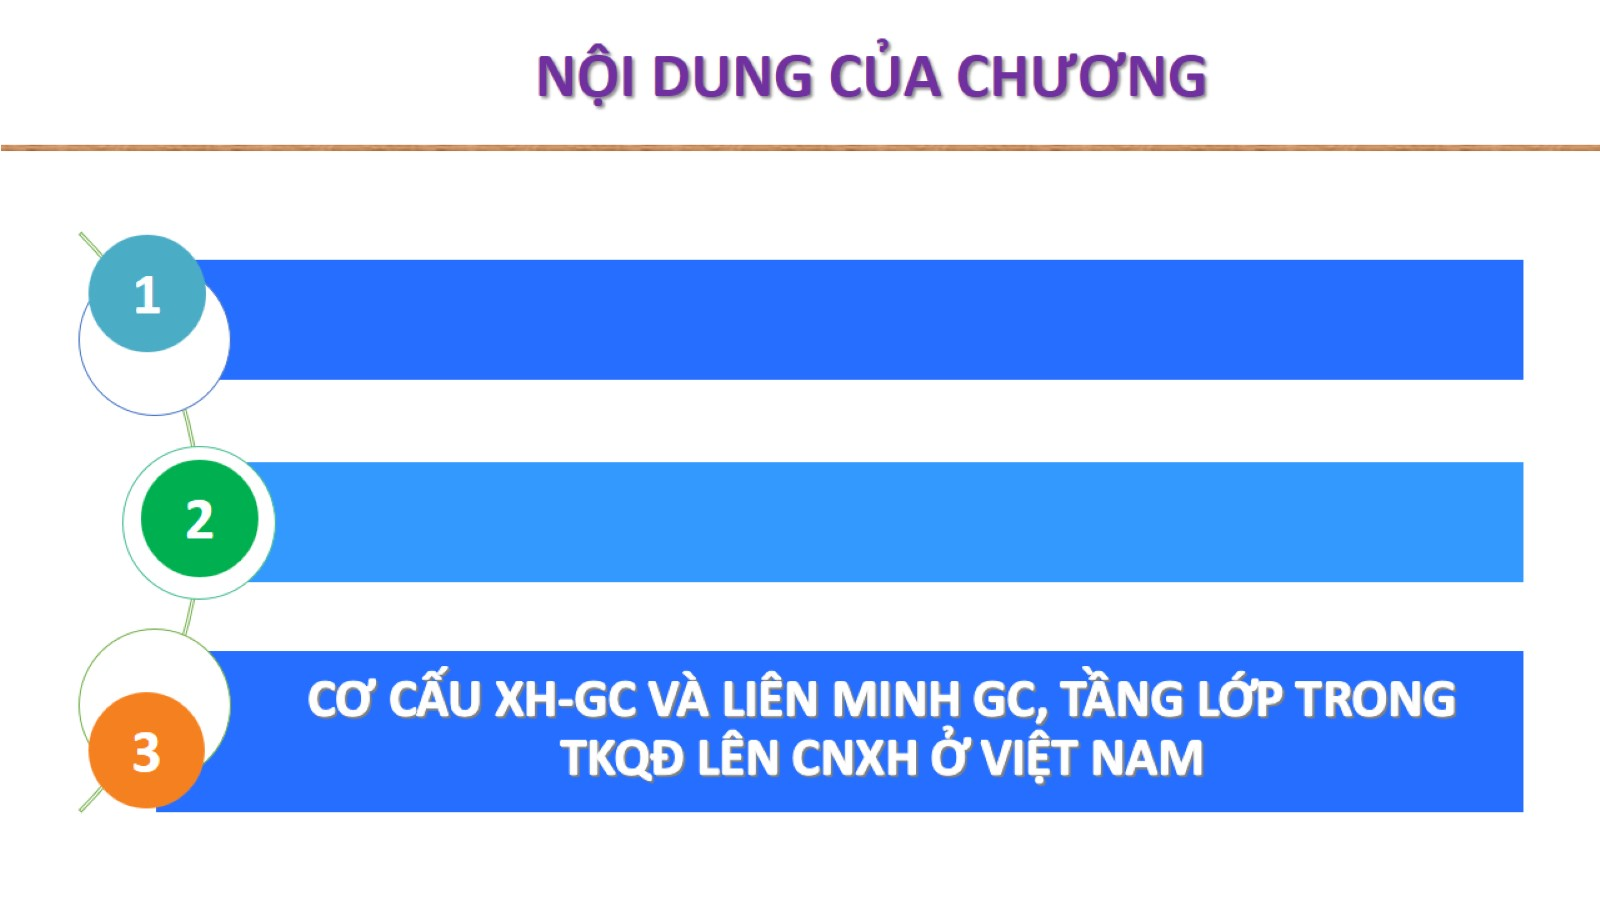 NỘI DUNG CỦA CHƯƠNG
1
2
3
CƠ CẤU XH-GC VÀ LIÊN MINH GC, TẦNG LỚP TRONG
TKQĐ LÊN CNXH Ở VIỆT NAM